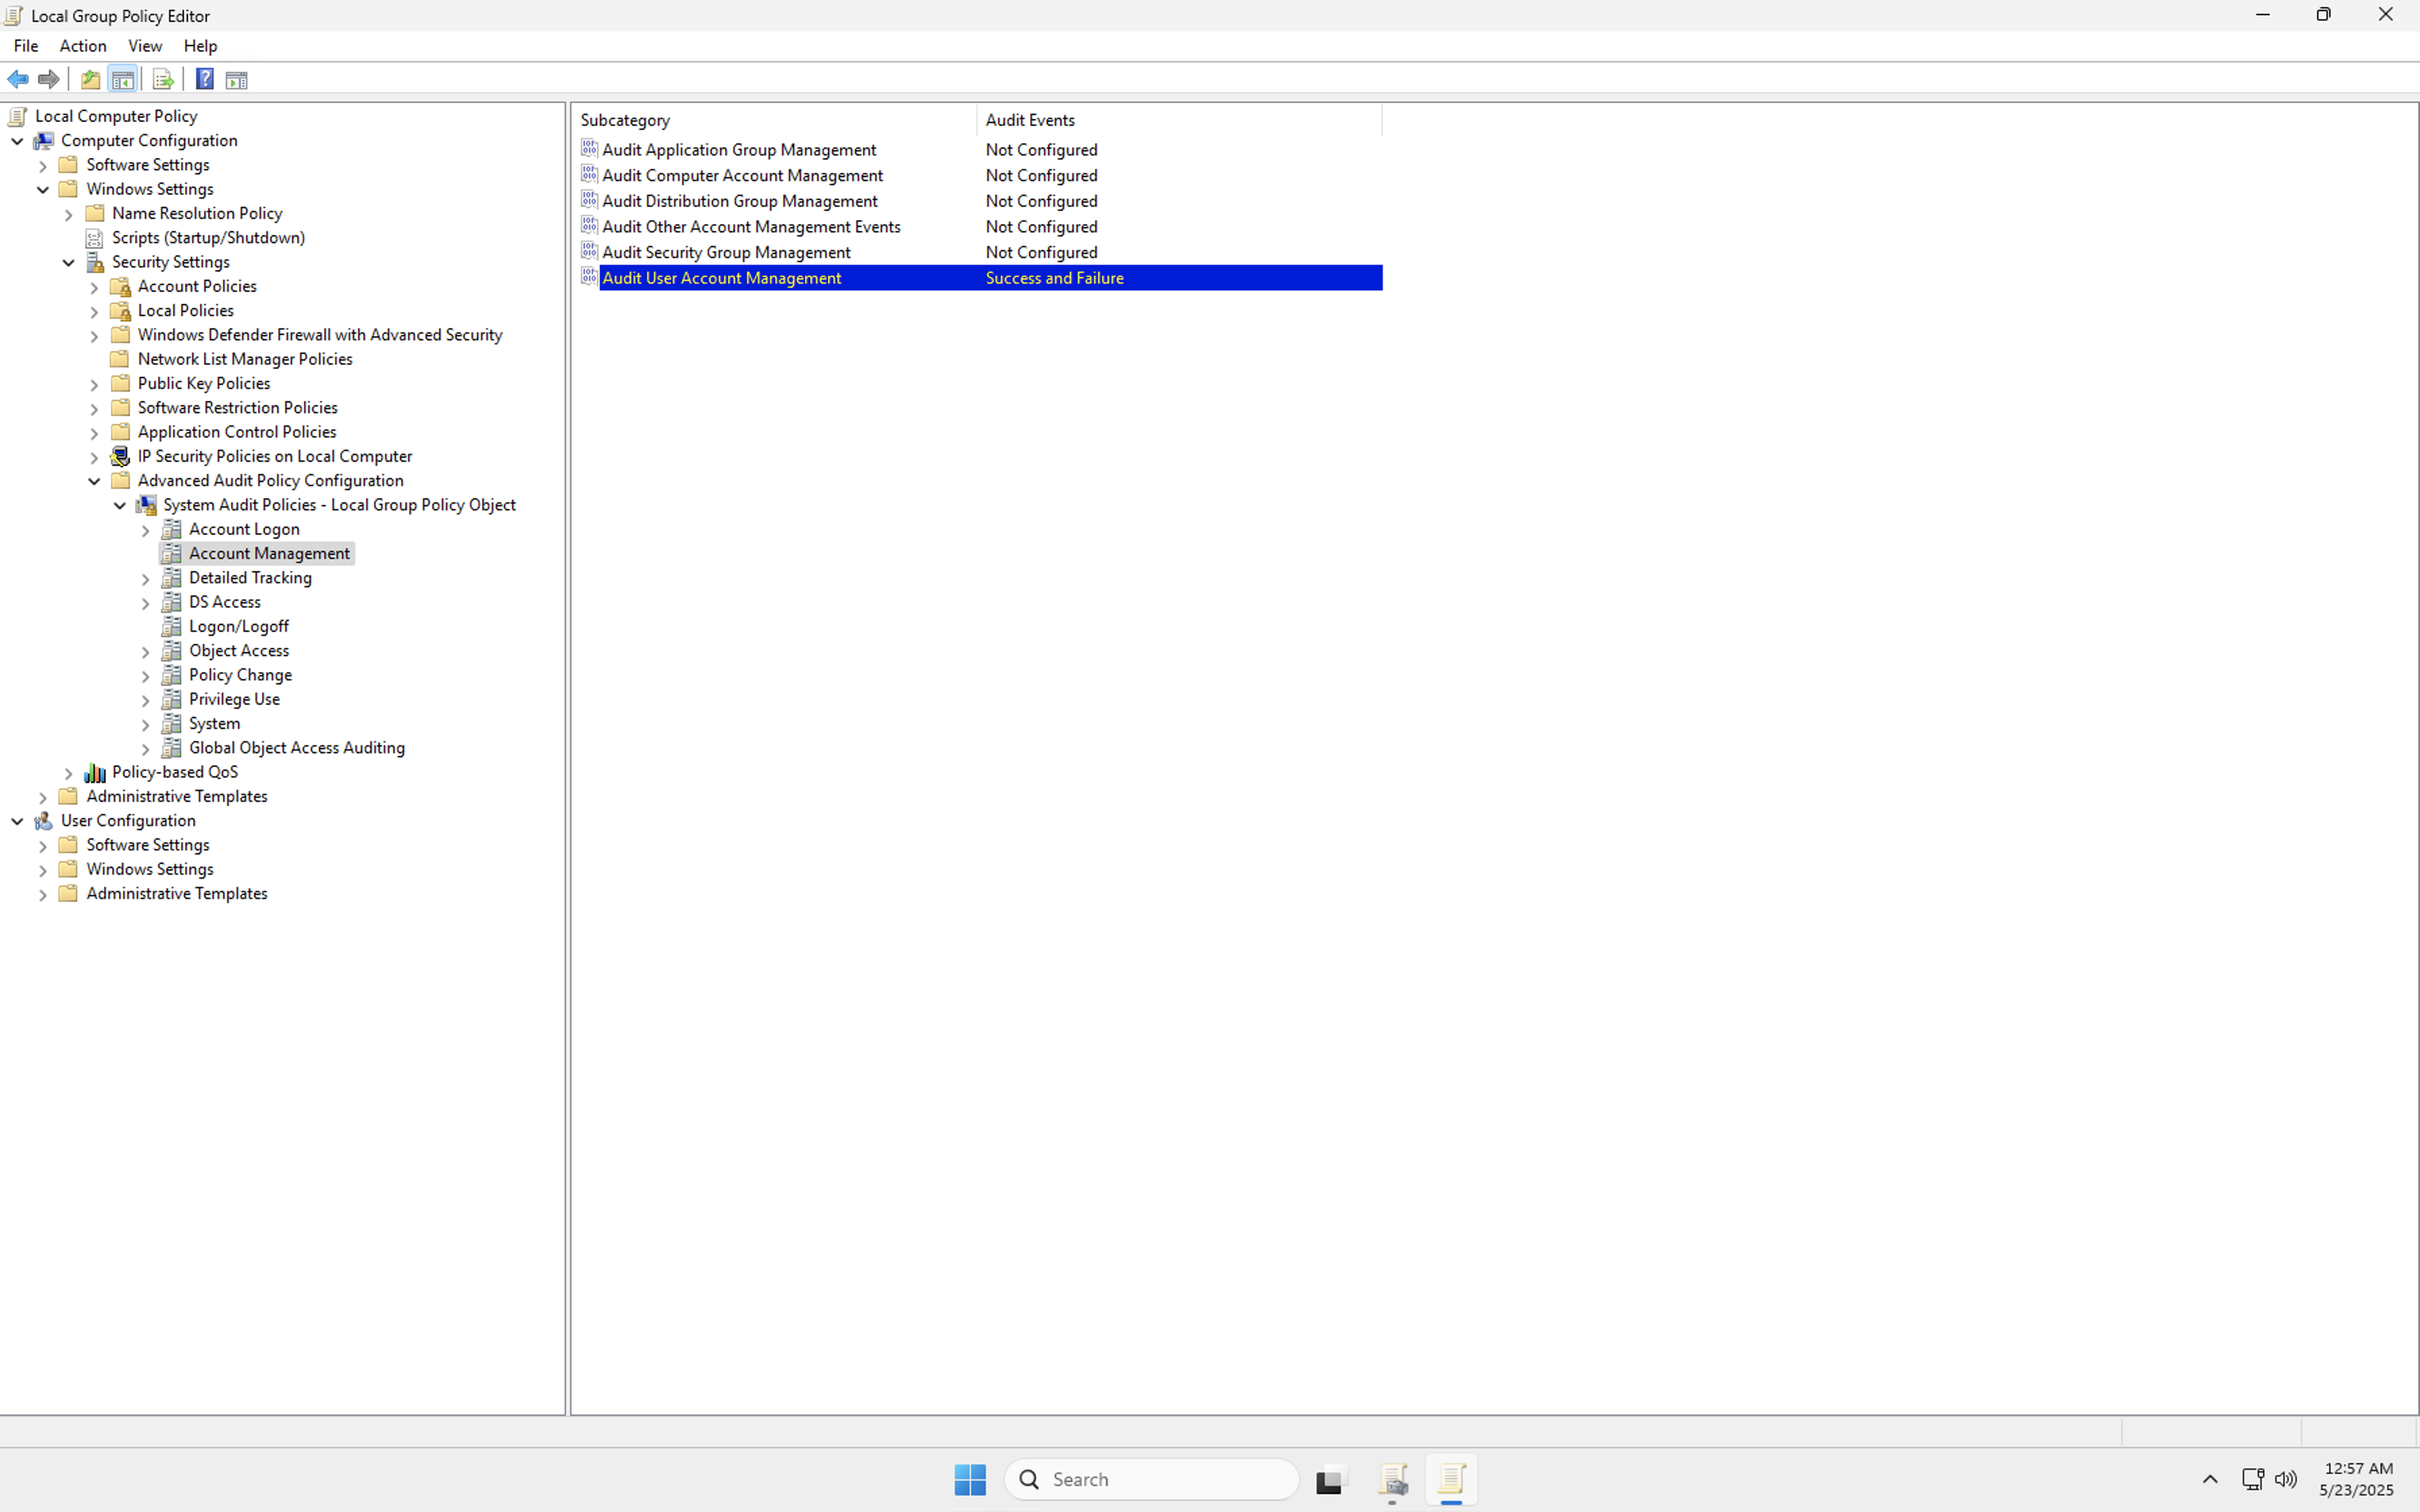 Local Group Policy Editor
File Action View Help
Local Computer Policy
Computer Configuration
Software Settings
Windows Settings
Name Resolution Policy
Scripts (Startup/Shutdown)
Security Settings
Account Policies
Local Policies
Windows Defender Firewall with Advanced Security
Network List Manager Policies
Public Key Policies
Software Restriction Policies
Application Control Policies
IP Security Policies on Local Computer
Advanced Audit Policy Configuration
System Audit Policies - Local Group Policy Object
Account Logon
Account Management
Detailed Tracking
DS Access
Logon/Logoff
Object Access
Policy Change
Privilege Use
System
Global Object Access Auditing
Policy-based QoS
Administrative Templates
User Configuration
Software Settings
Windows Settings
Administrative Templates
Subcategory Audit Events
Audit Application Group Management Not Configured
Audit Computer Account Management Not Configured
Audit Distribution Group Management Not Configured
Audit Other Account Management Events Not Configured
Audit Security Group Management Not Configured
Audit User Account Management Success and Failure
Search
12:57 AM
5/23/2025